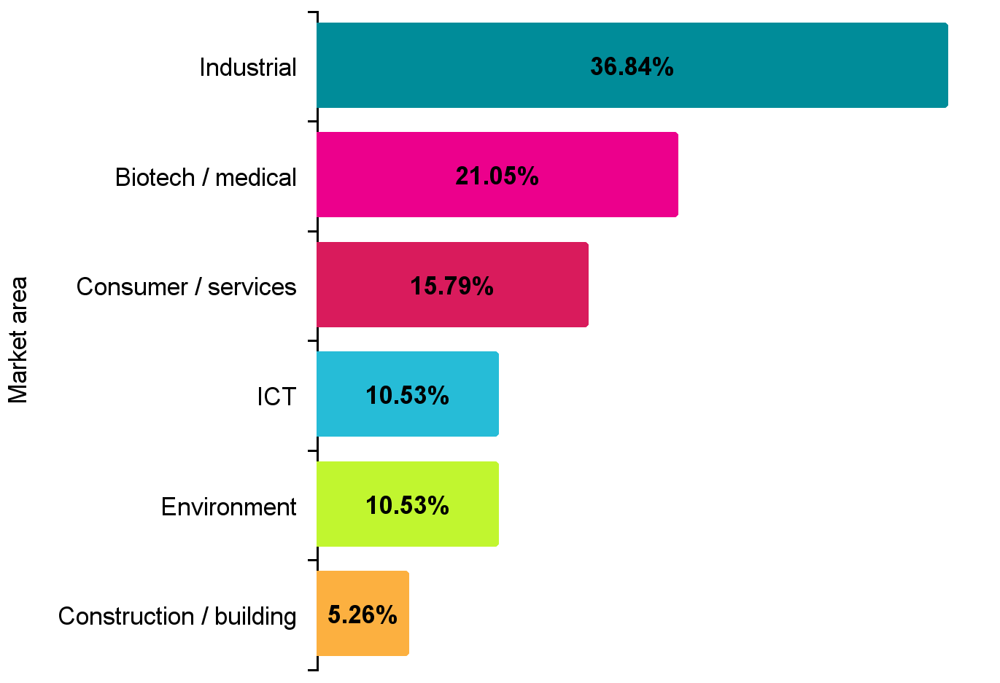 Market area
Industrial
36.84%
Biotech / medical
21.05%
Consumer / services
15.79%
ICT
10.53%
Environment
10.53%
Construction / building
5.26%